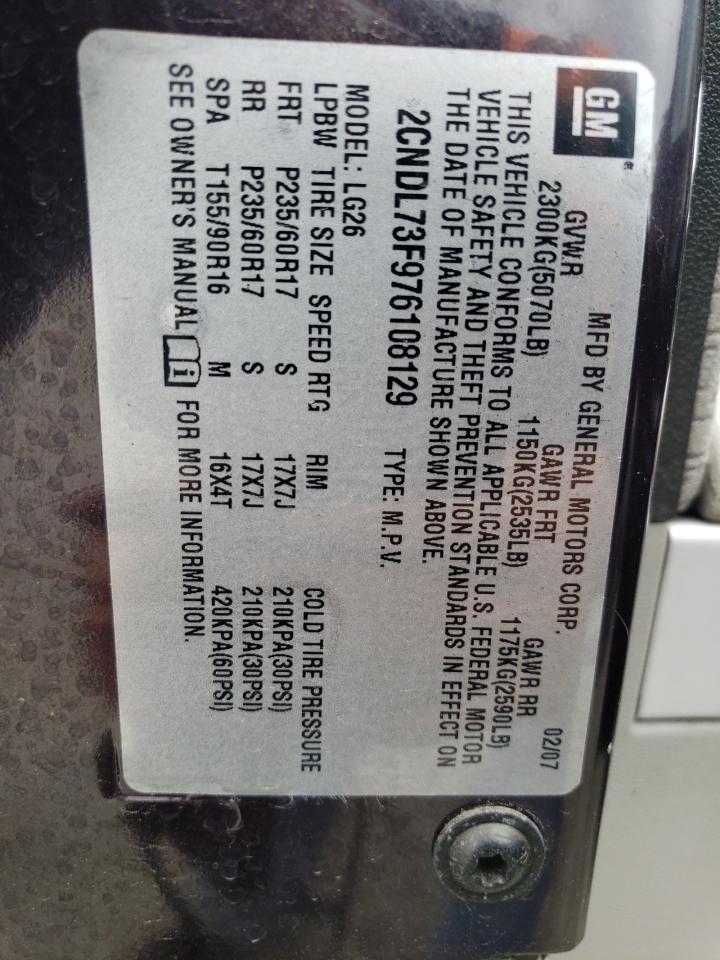 GM
MFD BY GENERAL MOTORS CORP. 02/07
GVWR GAWR FRT GAWR RR
2300KG(5070LB) 1150KG(2535LB) 1175KG(2590LB)
THIS VEHICLE CONFORMS TO ALL APPLICABLE U.S. FEDERAL MOTOR
VEHICLE SAFETY AND THEFT PREVENTION STANDARDS IN EFFECT ON
THE DATE OF MANUFACTURE SHOWN ABOVE.
2CNDL73F976108129 TYPE: M.P.V.
MODEL: LG26
LPBW TIRE SIZE SPEED RTG RIM COLD TIRE PRESSURE
FRT P235/60R17 S 17X7J 210KPA(30PSI)
RR P235/60R17 S 17X7J 210KPA(30PSI)
SPA T155/90R16 M 16X4T 420KPA(60PSI)
SEE OWNER'S MANUAL i FOR MORE INFORMATION.